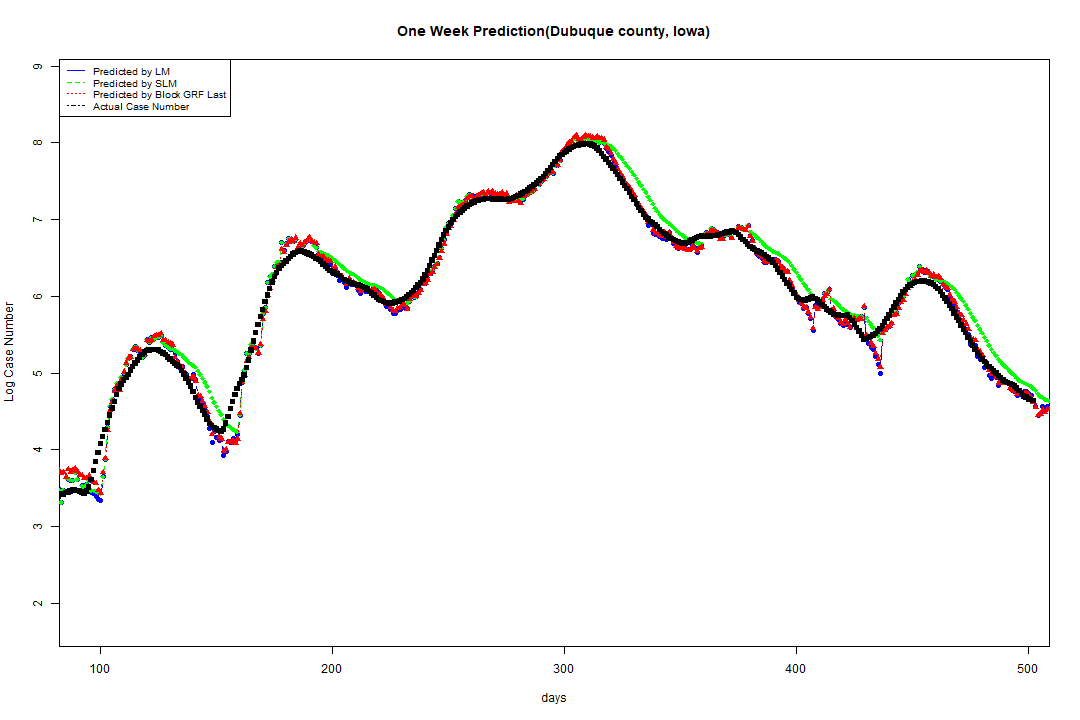 One Week Prediction(Dubuque county, Iowa)
Predicted by LM
Predicted by SLM
Predicted by Block GRF Last
Actual Case Number
9
8
7
6
5
4
3
2
Log Case Number
100 200 300 400 500
days